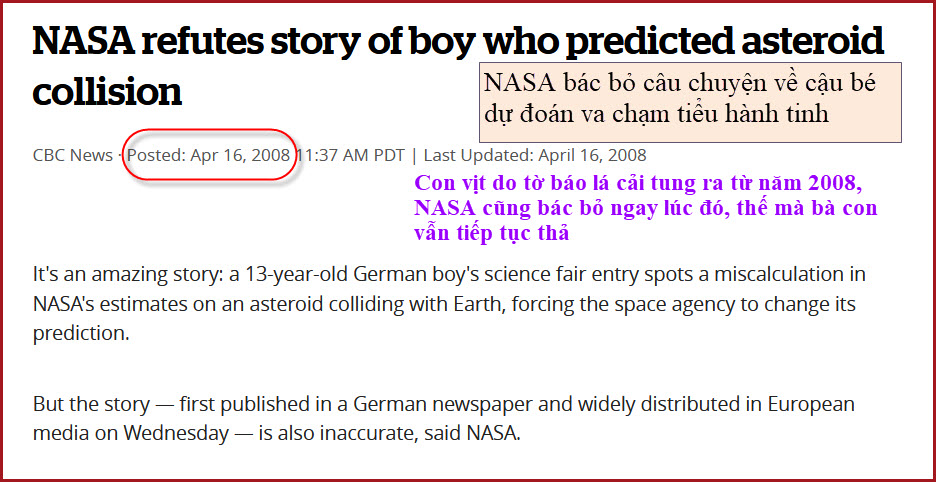 NASA refutes story of boy who predicted asteroid
collision
NASA bác bỏ câu chuyện về cậu bé
dự đoán va chạm tiểu hành tinh
CBC News · Posted: Apr 16, 2008 11:37 AM PDT | Last Updated: April 16, 2008
Con vịt do tờ báo lá cải tung ra từ năm 2008,
NASA cũng bác bỏ ngay lúc đó, thế mà bà con
vẫn tiếp tục thả
It's an amazing story: a 13-year-old German boy's science fair entry spots a miscalculation in
NASA's estimates on an asteroid colliding with Earth, forcing the space agency to change its
prediction.
But the story — first published in a German newspaper and widely distributed in European
media on Wednesday — is also inaccurate, said NASA.